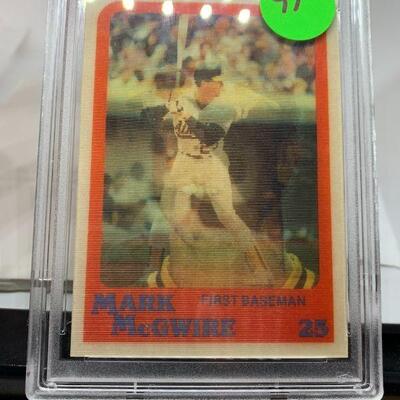 MARK
FIRST BASEMAN
McGWIRE
25